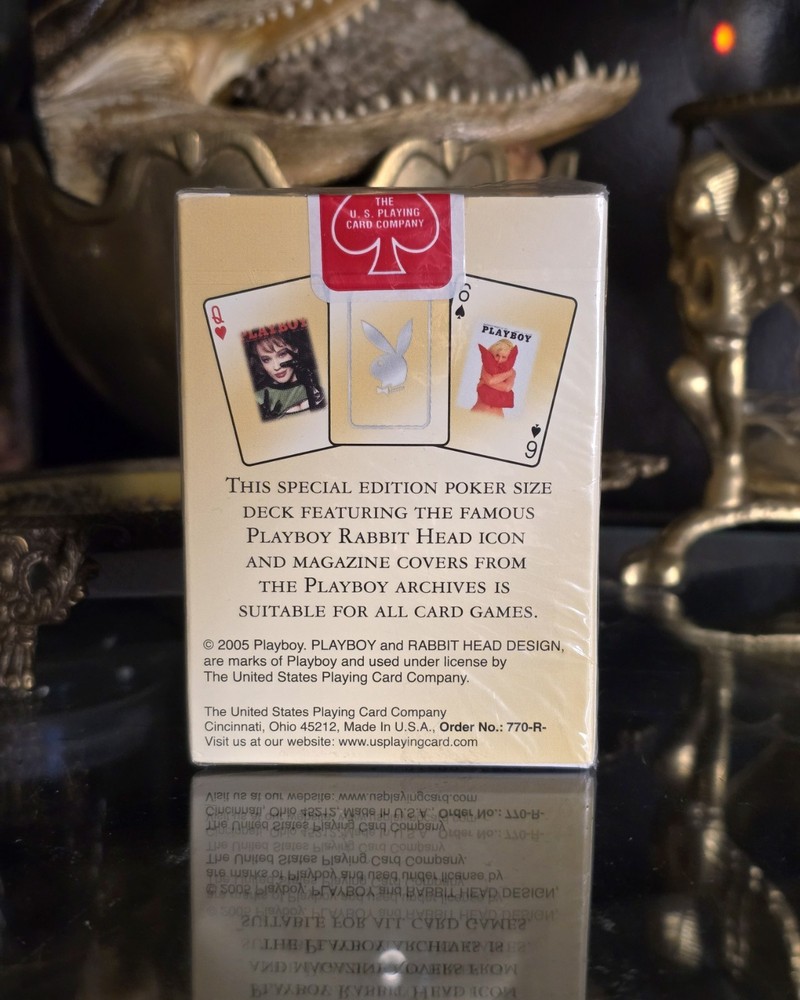 THE
U. S. PLAYING
CARD COMPANY
Q
PLAYBOY
6
PLAYBOY
6
THIS SPECIAL EDITION POKER SIZE
DECK FEATURING THE FAMOUS
PLAYBOY RABBIT HEAD ICON
AND MAGAZINE COVERS FROM
THE PLAYBOY ARCHIVES IS
SUITABLE FOR ALL CARD GAMES.
© 2005 Playboy. PLAYBOY and RABBIT HEAD DESIGN,
are marks of Playboy and used under license by
The United States Playing Card Company.
The United States Playing Card Company
Cincinnati, Ohio 45212, Made In U.S.A., Order No.: 770-R-
Visit us at our website: www.usplayingcard.com